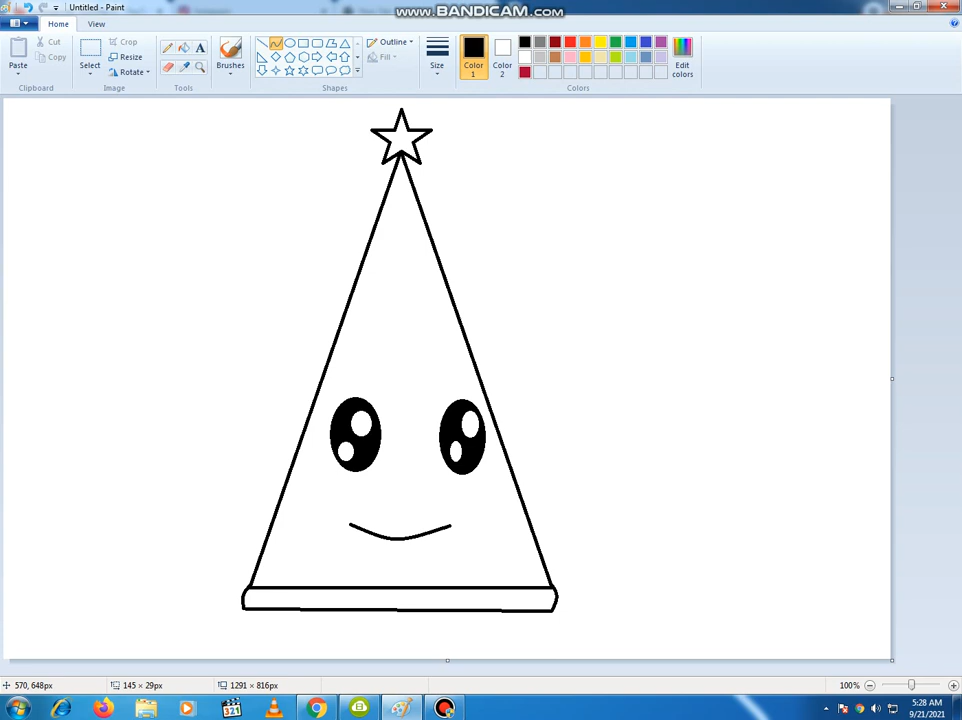 Untitled - Paint
www.BANDICAM.com
Home
View
Paste
Cut
Copy
Clipboard
Select
Crop
Resize
Rotate
Image
A
Tools
Brushes
Shapes
Outline
Fill
Size
Color 1
Color 2
Edit colors
Colors
570, 648px
145 × 29px
1291 × 816px
100%
321
5:28 AM
9/21/2021